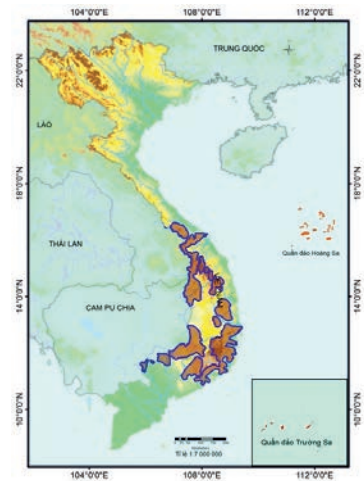 104°0'0"E 108°0'0"E 112°0'0"E
TRUNG QUỐC
22°0'0"N 22°0'0"N
LÀO
18°0'0"N 18°0'0"N
THÁI LAN
Quần đảo Hoàng Sa
14°0'0"N 14°0'0"N
CAM PU CHIA
10°0'0"N 10°0'0"N
Tỉ lệ 1:7 000 000
Quần đảo Trường Sa
104°0'0"E 108°0'0"E 112°0'0"E